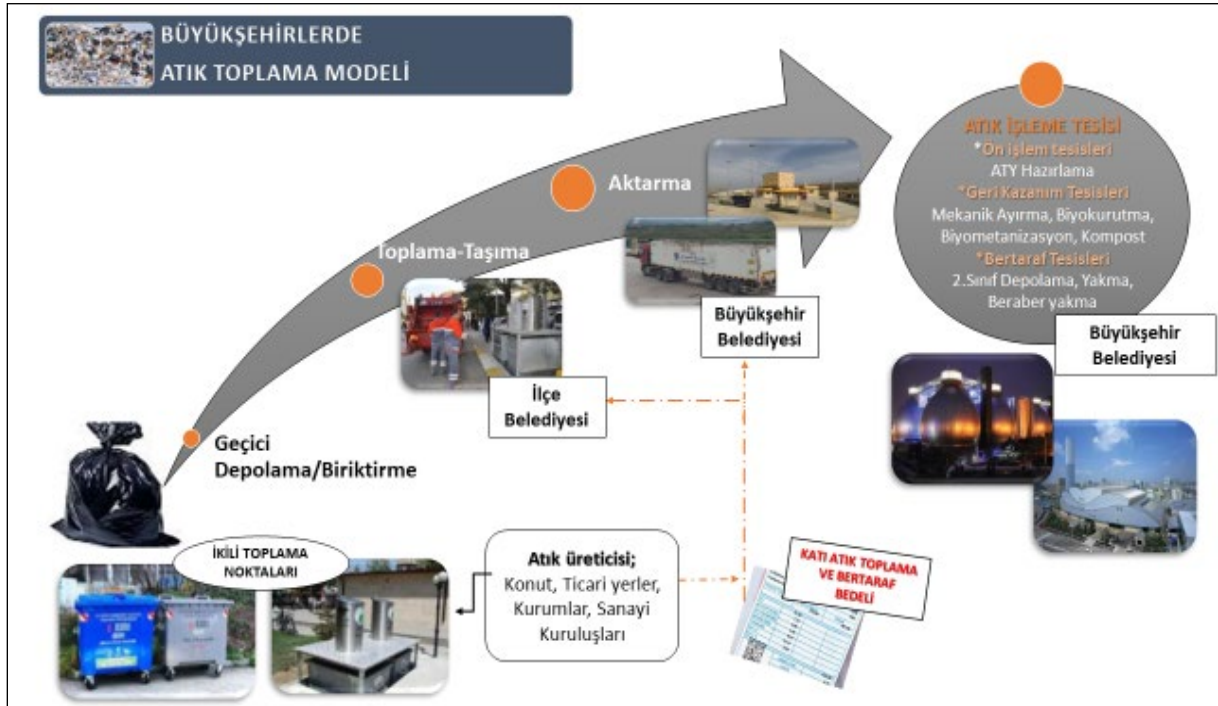 BÜYÜKŞEHİRLERDE
ATIK TOPLAMA MODELİ
ATIK İŞLEME TESİSİ
*Ön işlem tesisleri
ATY Hazırlama
*Geri Kazanım Tesisleri
Mekanik Ayırma, Biyokurutma,
Biyometanizasyon, Kompost
*Bertaraf Tesisleri
2.Sınıf Depolama, Yakma,
Beraber yakma
Büyükşehir
Belediyesi
Aktarma
Toplama-Taşıma
Büyükşehir
Belediyesi
İlçe
Belediyesi
Geçici
Depolama/Biriktirme
İKİLİ TOPLAMA
NOKTALARI
Atık üreticisi;
Konut, Ticari yerler,
Kurumlar, Sanayi
Kuruluşları
KATI ATIK TOPLAMA
VE BERTARAF
BEDELİ